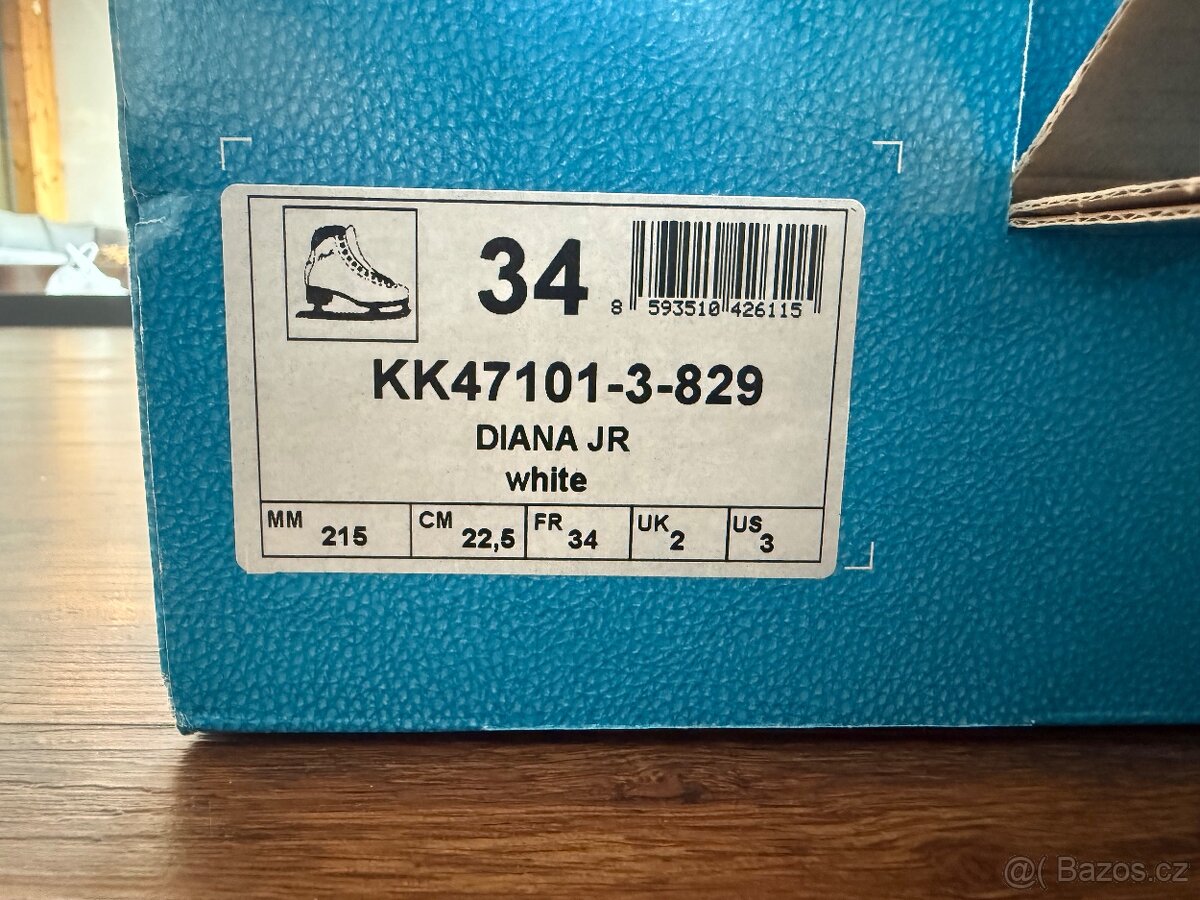 34
8 593510 426115
KK47101-3-829
DIANA JR
white
MM 215 CM 22,5 FR 34 UK 2 US 3
@( Bazos.cz